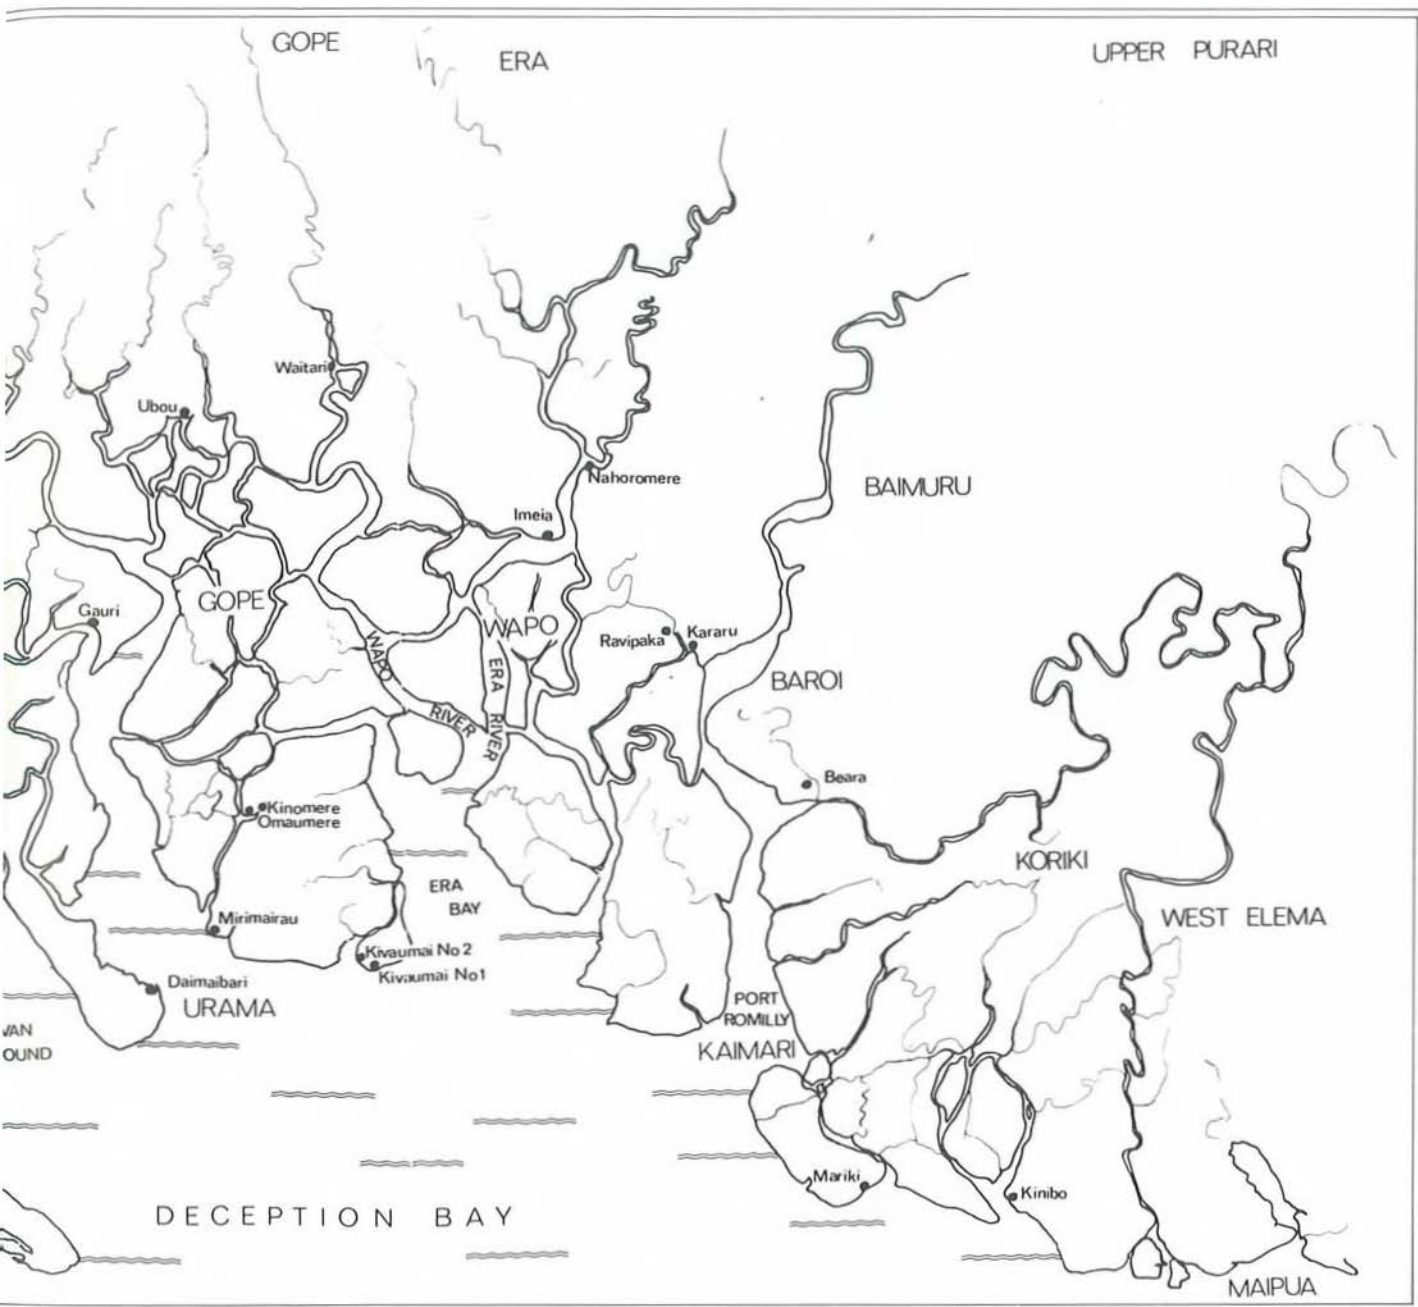 GOPE
ERA
UPPER PURARI
Waitari
Ubou
Nahoromere
BAIMURU
Imeia
GOPE
Gauri
WAPO
WAPO
RIVER
ERA RIVER
Ravipaka
Kararu
BAROI
Beara
Kinomere
Omaumere
KORIKI
ERA
BAY
WEST ELEMA
Mirimairau
Kivaumai No 2
Kivaumai No 1
Daimaibari
URAMA
PORT
ROMILLY
VAN
OUND
KAIMARI
Mariki
Kinibo
DECEPTION BAY
MAIPUA